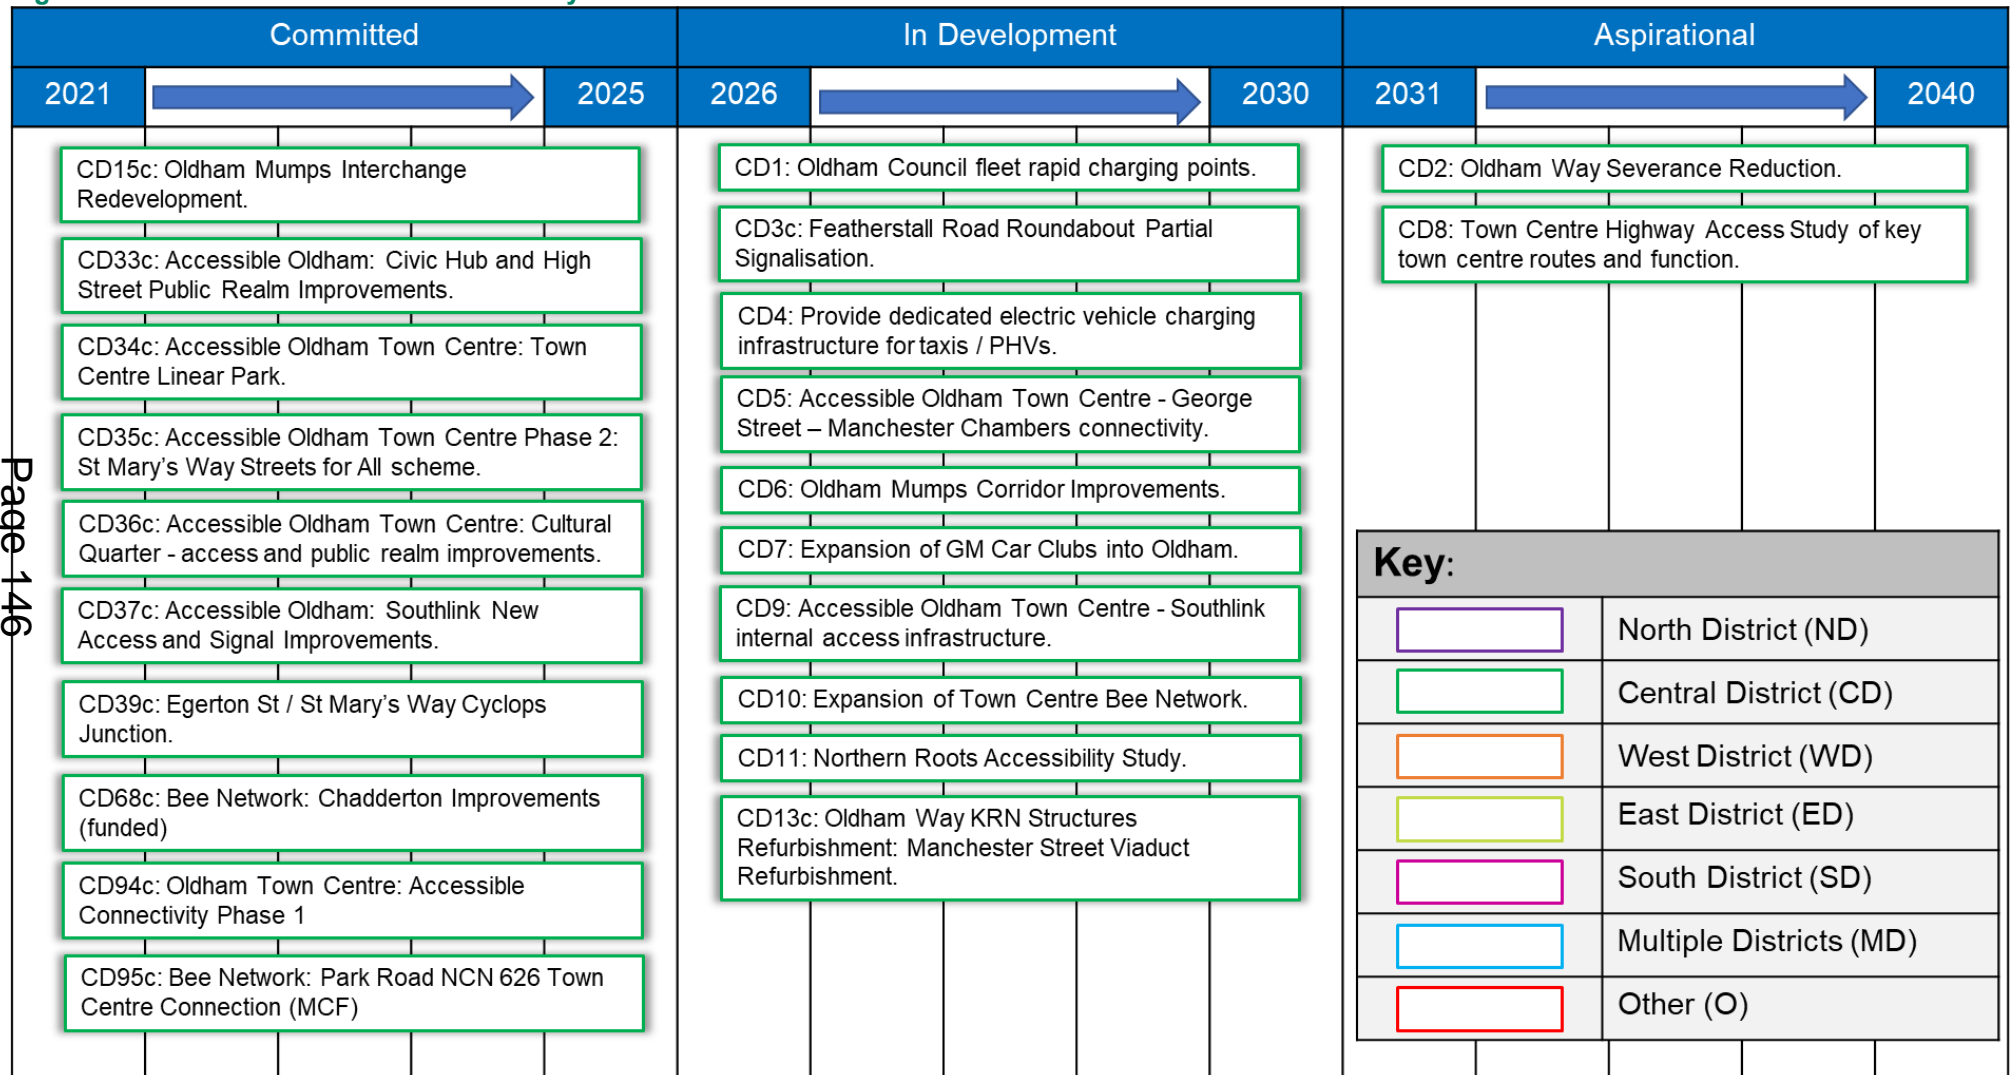 Committed
In Development
Aspirational
2021
2025
2026
2030
2031
2040
CD15c: Oldham Mumps Interchange
Redevelopment.
CD33c: Accessible Oldham: Civic Hub and High
Street Public Realm Improvements.
CD34c: Accessible Oldham Town Centre: Town
Centre Linear Park.
CD35c: Accessible Oldham Town Centre Phase 2:
St Mary’s Way Streets for All scheme.
CD36c: Accessible Oldham Town Centre: Cultural
Quarter - access and public realm improvements.
CD37c: Accessible Oldham: Southlink New
Access and Signal Improvements.
CD39c: Egerton St / St Mary’s Way Cyclops
Junction.
CD68c: Bee Network: Chadderton Improvements
(funded)
CD94c: Oldham Town Centre: Accessible
Connectivity Phase 1
CD95c: Bee Network: Park Road NCN 626 Town
Centre Connection (MCF)
CD1: Oldham Council fleet rapid charging points.
CD3c: Featherstall Road Roundabout Partial
Signalisation.
CD4: Provide dedicated electric vehicle charging
infrastructure for taxis / PHVs.
CD5: Accessible Oldham Town Centre - George
Street – Manchester Chambers connectivity.
CD6: Oldham Mumps Corridor Improvements.
CD7: Expansion of GM Car Clubs into Oldham.
CD9: Accessible Oldham Town Centre - Southlink
internal access infrastructure.
CD10: Expansion of Town Centre Bee Network.
CD11: Northern Roots Accessibility Study.
CD13c: Oldham Way KRN Structures
Refurbishment: Manchester Street Viaduct
Refurbishment.
CD2: Oldham Way Severance Reduction.
CD8: Town Centre Highway Access Study of key
town centre routes and function.
Key:
North District (ND)
Central District (CD)
West District (WD)
East District (ED)
South District (SD)
Multiple Districts (MD)
Other (O)
Page 146